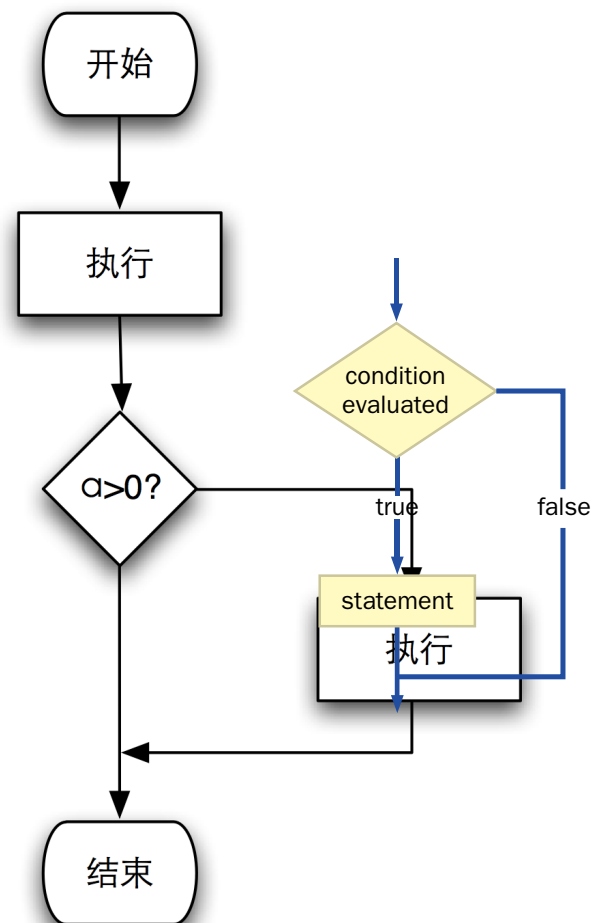 开始
执行
condition
evaluated
a>0?
true
false
statement
执行
结束